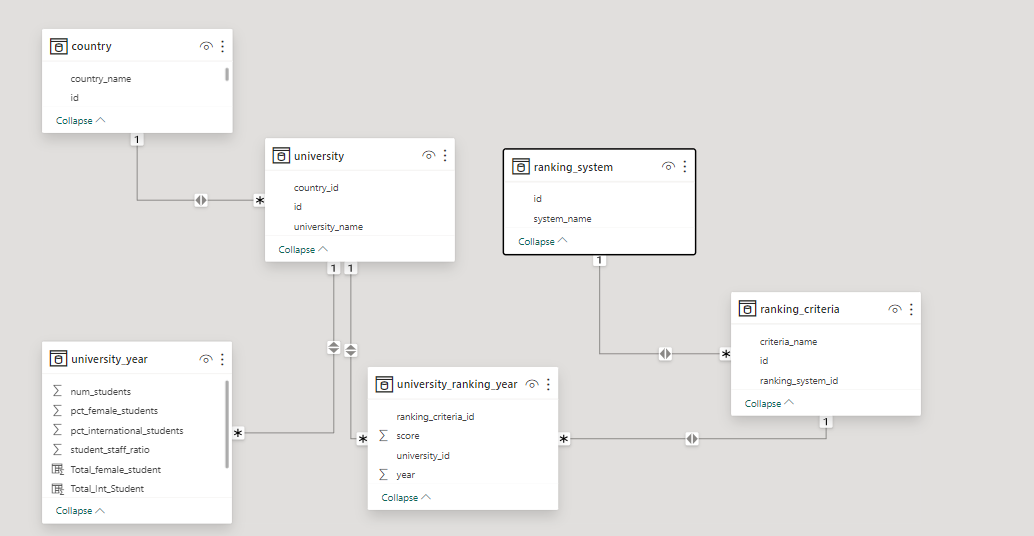 country
country_name
id
Collapse
1
*
university
country_id
id
university_name
Collapse
1
1
ranking_system
id
system_name
Collapse
1
*
ranking_criteria
criteria_name
id
ranking_system_id
Collapse
1
university_year
Σ num_students
Σ pct_female_students
Σ pct_international_students
Σ student_staff_ratio
Total_female_student
Total_Int_Student
Collapse
*
university_ranking_year
ranking_criteria_id
Σ score
university_id
Σ year
Collapse
*
*